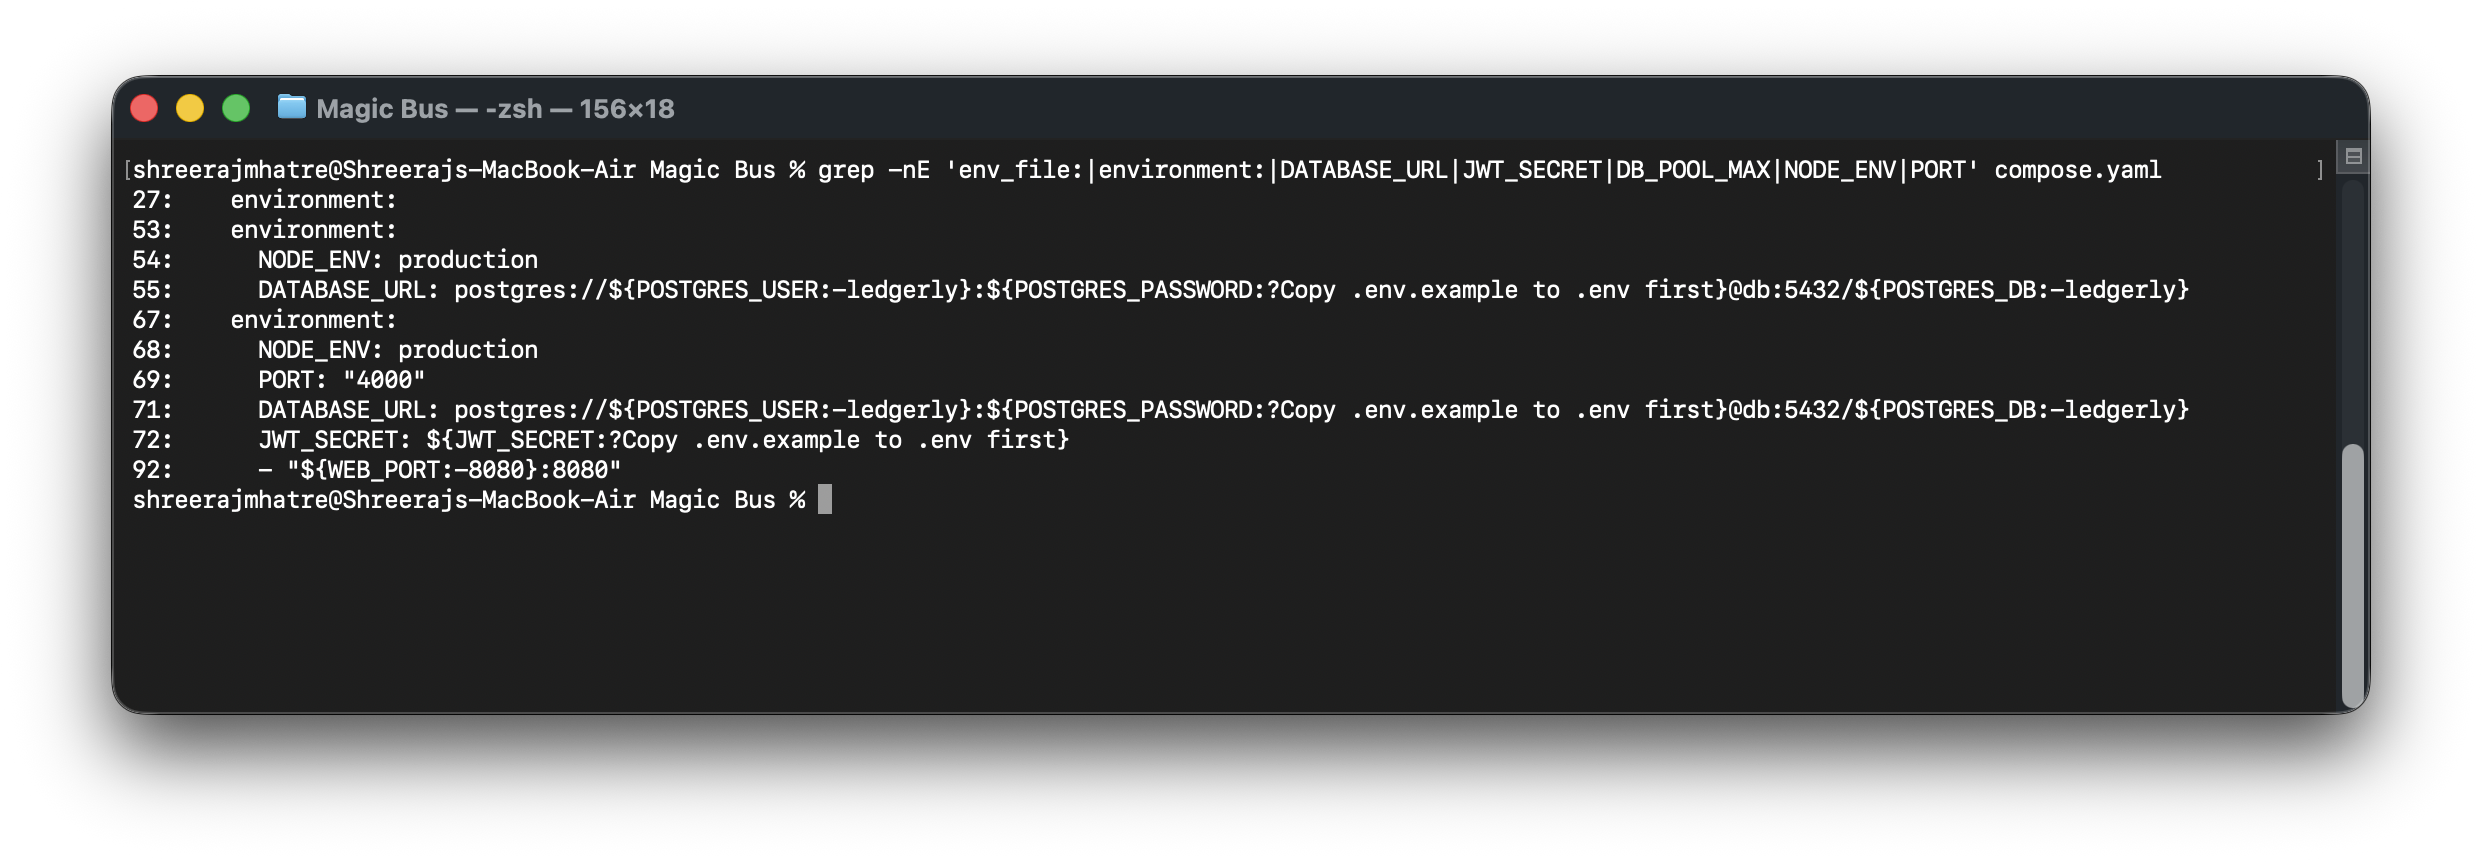 Magic Bus — -zsh — 156×18
[shreerajmhatre@Shreerajs-MacBook-Air Magic Bus % grep -nE 'env_file:|environment:|DATABASE_URL|JWT_SECRET|DB_POOL_MAX|NODE_ENV|PORT' compose.yaml ]
27:    environment:
53:    environment:
54:      NODE_ENV: production
55:      DATABASE_URL: postgres://${POSTGRES_USER:-ledgerly}:${POSTGRES_PASSWORD:?Copy .env.example to .env first}@db:5432/${POSTGRES_DB:-ledgerly}
67:    environment:
68:      NODE_ENV: production
69:      PORT: "4000"
71:      DATABASE_URL: postgres://${POSTGRES_USER:-ledgerly}:${POSTGRES_PASSWORD:?Copy .env.example to .env first}@db:5432/${POSTGRES_DB:-ledgerly}
72:      JWT_SECRET: ${JWT_SECRET:?Copy .env.example to .env first}
92:      - "${WEB_PORT:-8080}:8080"
shreerajmhatre@Shreerajs-MacBook-Air Magic Bus %